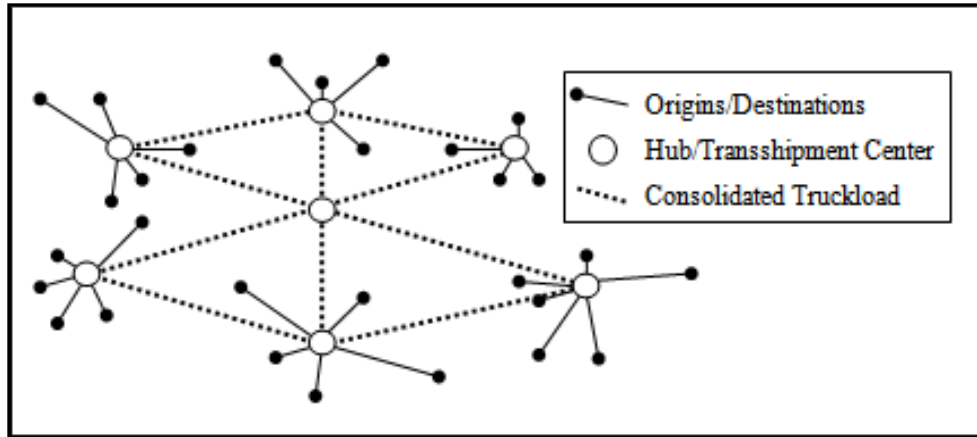 Origins/Destinations
Hub/Transshipment Center
Consolidated Truckload